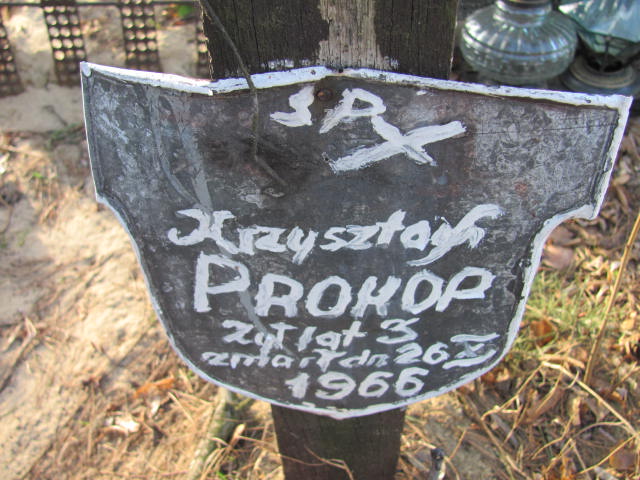 ŚP
Krzysztof
PROKOP
żył lat 3
zmarł dn 26 X
1966